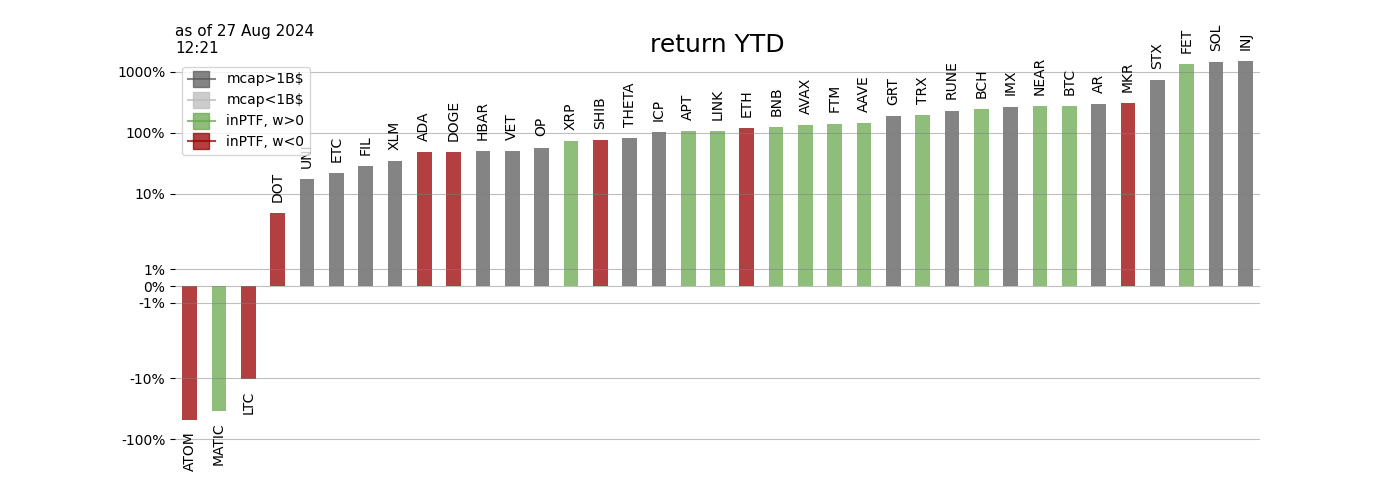 as of 27 Aug 2024
12:21
return YTD
mcap>1B$
mcap<1B$
inPTF, w>0
inPTF, w<0
1000%
100%
10%
1%
0%
-1%
-10%
-100%
ATOM
MATIC
LTC
DOT
ETC
FIL
XLM
ADA
DOGE
HBAR
VET
OP
XRP
SHIB
THETA
ICP
APT
LINK
ETH
BNB
AVAX
FTM
AAVE
GRT
TRX
RUNE
BCH
IMX
NEAR
BTC
AR
MKR
STX
FET
SOL
INJ